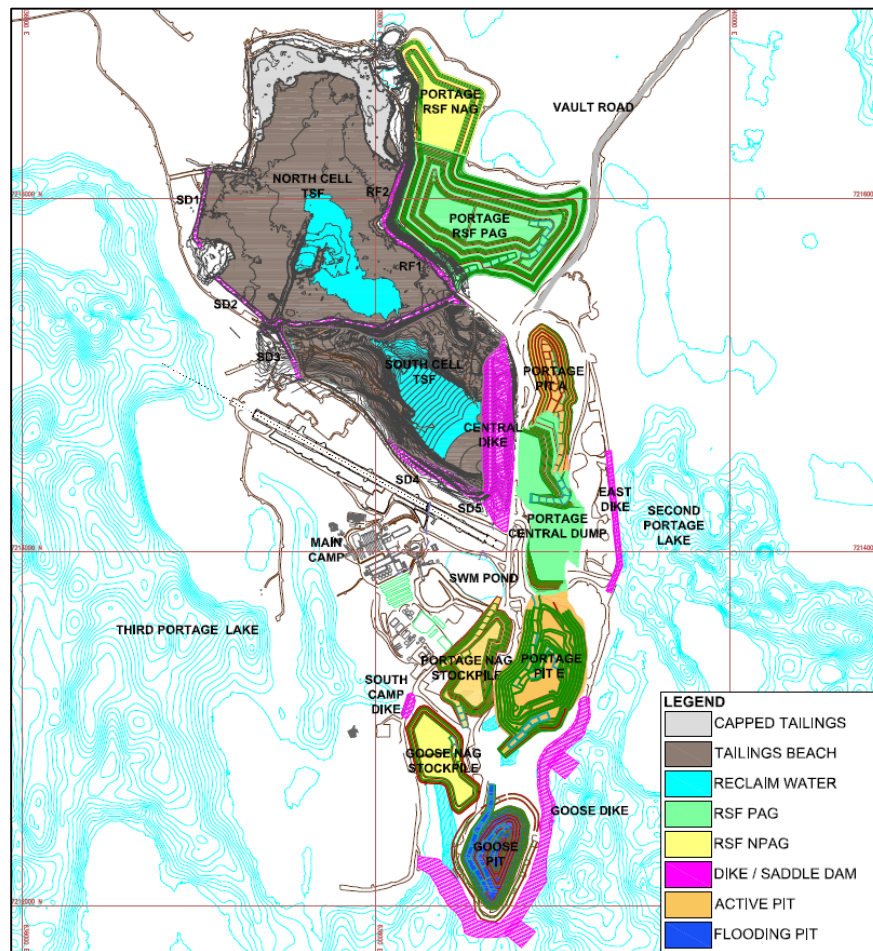 PORTAGE
RSF NAG
VAULT ROAD
NORTH CELL
TSF
RF2
SD1
PORTAGE
RSF PAG
RF1
SD2
SD3
SOUTH CELL
TSF
PORTAGE
PIT A
CENTRAL
DIKE
SD4
SD5
EAST
DIKE
SECOND
PORTAGE
LAKE
PORTAGE
CENTRAL DUMP
MAIN
CAMP
SWM POND
THIRD PORTAGE LAKE
PORTAGE NAG
STOCKPILE
PORTAGE
PIT E
SOUTH
CAMP
DIKE
GOOSE NAG
STOCKPILE
GOOSE DIKE
GOOSE
PIT
LEGEND
CAPPED TAILINGS
TAILINGS BEACH
RECLAIM WATER
RSF PAG
RSF NPAG
DIKE / SADDLE DAM
ACTIVE PIT
FLOODING PIT